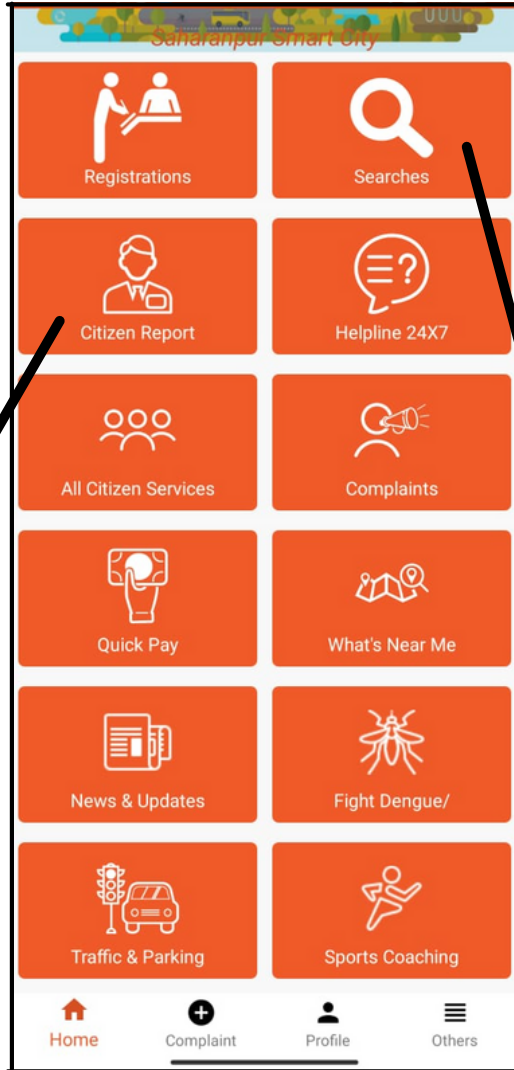 Saharanpur Smart City
Registrations
Searches
Citizen Report
Helpline 24X7
All Citizen Services
Complaints
Quick Pay
What's Near Me
News & Updates
Fight Dengue/
Traffic & Parking
Sports Coaching
Home
Complaint
Profile
Others